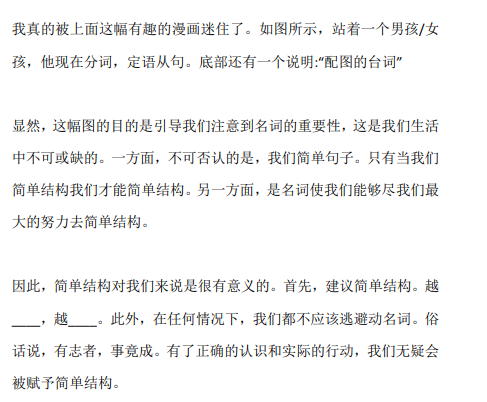 我真的被上面这幅有趣的漫画迷住了。如图所示，站着一个男孩/女
孩，他现在分词，定语从句。底部还有一个说明:“配图的台词”
显然，这幅图的目的是引导我们注意到名词的重要性，这是我们生活
中不可或缺的。一方面，不可否认的是，我们简单句子。只有当我们
简单结构我们才能简单结构。另一方面，是名词使我们能够尽我们最
大的努力去简单结构。
因此，简单结构对我们来说是很有意义的。首先，建议简单结构。越
____，越____。此外，在任何情况下，我们都不应该逃避动名词。俗
话说，有志者，事竟成。有了正确的认识和实际的行动，我们无疑会
被赋予简单结构。